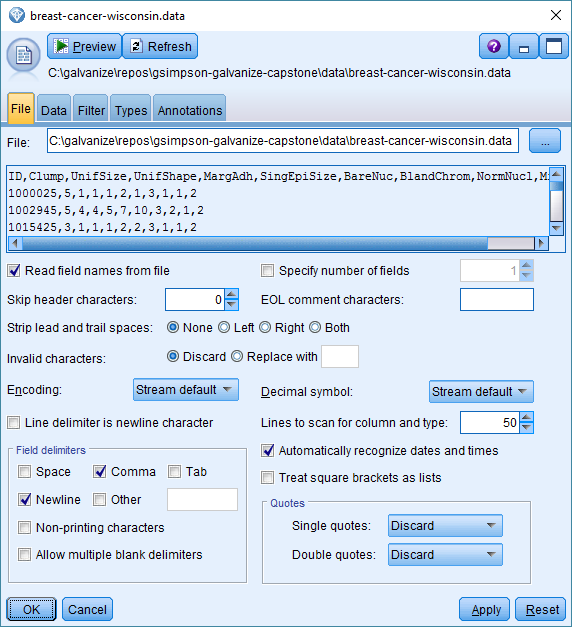 breast-cancer-wisconsin.data
Preview Refresh ?
C:\galvanize\repos\gsimpson-galvanize-capstone\data\breast-cancer-wisconsin.data
File Data Filter Types Annotations
File: C:\galvanize\repos\gsimpson-galvanize-capstone\data\breast-cancer-wisconsin.data ...
ID,Clump,UnifSize,UnifShape,MargAdh,SingEpiSize,BareNuc,BlandChrom,NormNucl,Mi
1000025,5,1,1,1,2,1,3,1,1,2
1002945,5,4,4,5,7,10,3,2,1,2
1015425,3,1,1,1,2,2,3,1,1,2
Read field names from file Specify number of fields 1
Skip header characters: 0 EOL comment characters:
Strip lead and trail spaces: None Left Right Both
Invalid characters: Discard Replace with
Encoding: Stream default Decimal symbol: Stream default
Line delimiter is newline character Lines to scan for column and type: 50
Field delimiters Automatically recognize dates and times
Space Comma Tab Treat square brackets as lists
Newline Other Quotes
Non-printing characters Single quotes: Discard
Allow multiple blank delimiters Double quotes: Discard
OK Cancel Apply Reset